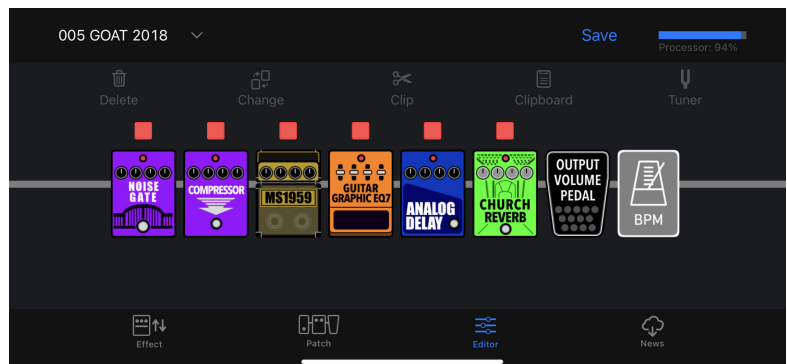 005 GOAT 2018
Save
Processor: 94%
Delete
Change
Clip
Clipboard
Tuner
NOISE
GATE
COMPRESSOR
MS1959
GUITAR
GRAPHIC EQ7
ANALOG
DELAY
CHURCH
REVERB
OUTPUT
VOLUME
PEDAL
BPM
Effect
Patch
Editor
News